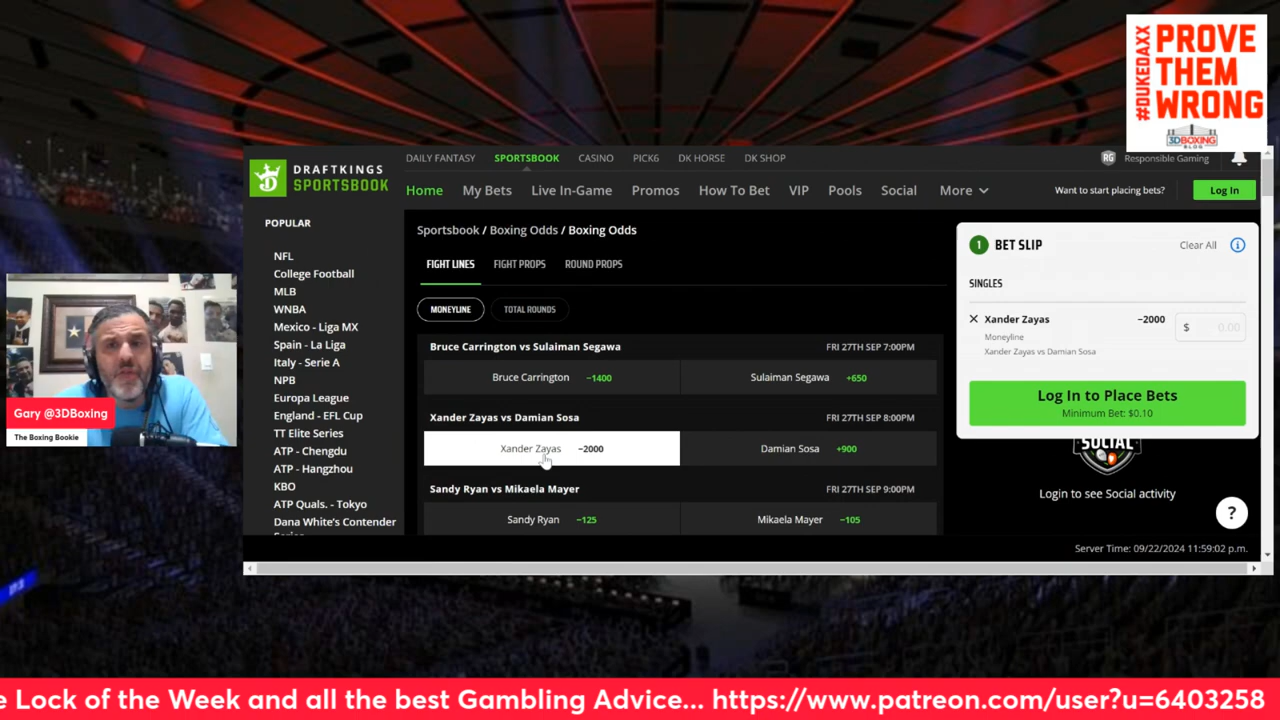 #DUKEDAXX
PROVE
THEM
WRONG
3DBOXING
BLOG
DRAFTKINGS
SPORTSBOOK
DAILY FANTASY SPORTSBOOK CASINO PICK6 DK HORSE DK SHOP
RG Responsible Gaming
Home My Bets Live In-Game Promos How To Bet VIP Pools Social More
Want to start placing bets? Log In
POPULAR
NFL
College Football
MLB
WNBA
Mexico - Liga MX
Spain - La Liga
Italy - Serie A
NPB
Europa League
England - EFL Cup
TT Elite Series
ATP - Chengdu
ATP - Hangzhou
KBO
ATP Quals. - Tokyo
Dana White's Contender
Sportsbook / Boxing Odds / Boxing Odds
FIGHT LINES FIGHT PROPS ROUND PROPS
MONEYLINE TOTAL ROUNDS
Bruce Carrington vs Sulaiman Segawa FRI 27TH SEP 7:00PM
Bruce Carrington −1400 Sulaiman Segawa +650
Xander Zayas vs Damian Sosa FRI 27TH SEP 8:00PM
Xander Zayas −2000 Damian Sosa +900
Sandy Ryan vs Mikaela Mayer FRI 27TH SEP 9:00PM
Sandy Ryan −125 Mikaela Mayer −105
1 BET SLIP Clear All
SINGLES
Xander Zayas −2000 $ 0.00
Moneyline
Xander Zayas vs Damian Sosa
Log In to Place Bets
Minimum Bet: $0.10
SOCIAL
Login to see Social activity
?
Server Time: 09/22/2024 11:59:02 p.m.
Gary @3DBoxing
The Boxing Bookie
e Lock of the Week and all the best Gambling Advice... https://www.patreon.com/user?u=6403258